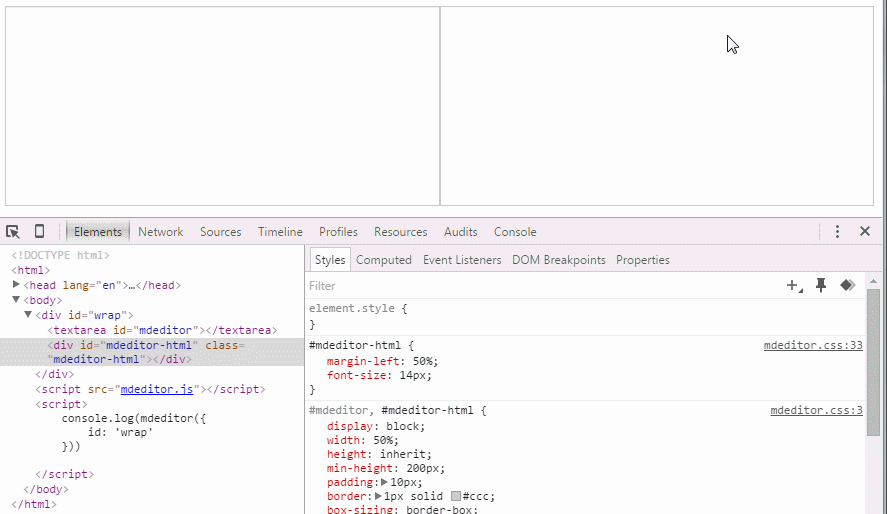 Elements Network Sources Timeline Profiles Resources Audits Console
<!DOCTYPE html>
<html>
<head lang="en">…</head>
<body>
<div id="wrap">
<textarea id="mdeditor"></textarea>
<div id="mdeditor-html" class=
"mdeditor-html"></div>
</div>
<script src="mdeditor.js"></script>
<script>
console.log(mdeditor({
id: 'wrap'
}))
</script>
</body>
</html>
Styles Computed Event Listeners DOM Breakpoints Properties
Filter
element.style {
}
#mdeditor-html { mdeditor.css:33
margin-left: 50%;
font-size: 14px;
}
#mdeditor, #mdeditor-html { mdeditor.css:3
display: block;
width: 50%;
height: inherit;
min-height: 200px;
padding: 10px;
border: 1px solid #ccc;
box-sizing: border-box;